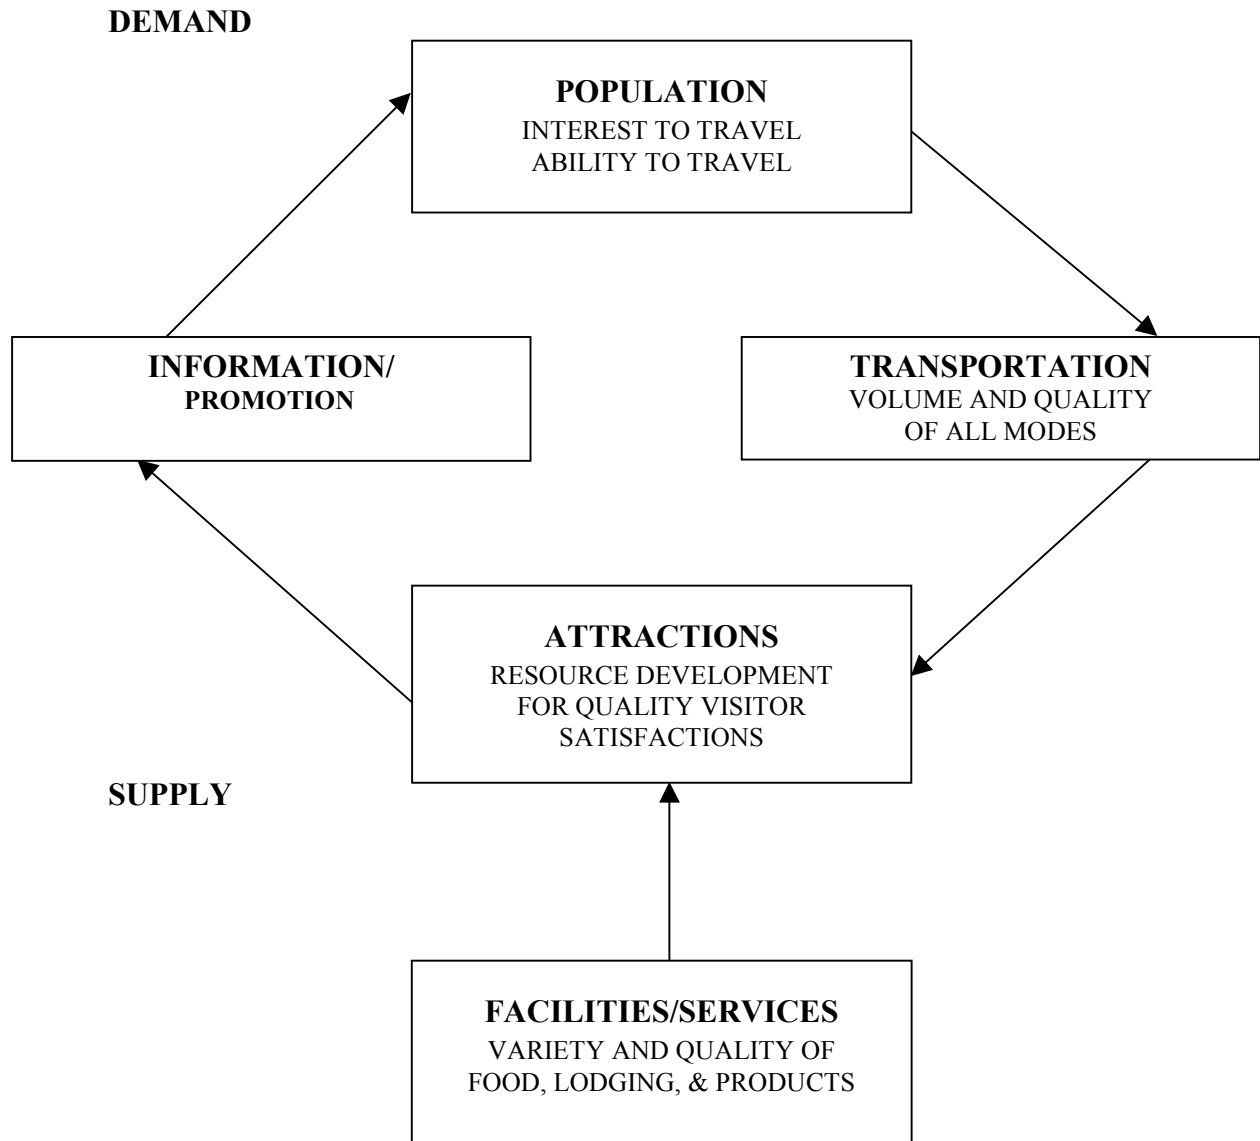 DEMAND
POPULATION
INTEREST TO TRAVEL
ABILITY TO TRAVEL
INFORMATION/
PROMOTION
TRANSPORTATION
VOLUME AND QUALITY
OF ALL MODES
ATTRACTIONS
RESOURCE DEVELOPMENT
FOR QUALITY VISITOR
SATISFACTIONS
SUPPLY
FACILITIES/SERVICES
VARIETY AND QUALITY OF
FOOD, LODGING, & PRODUCTS